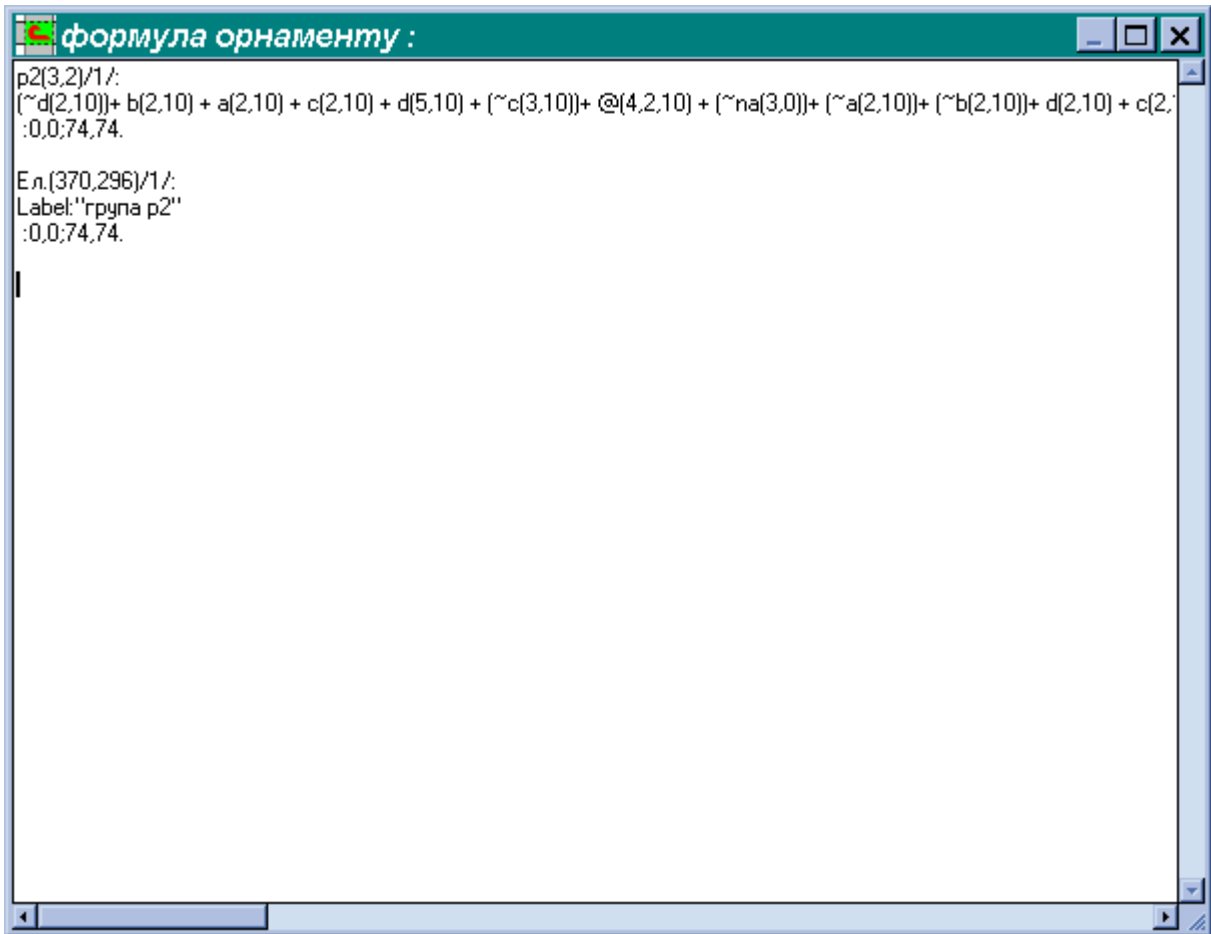 формула орнаменту :
p2(3,2)/1/:
(~d(2,10))+ b(2,10) + a(2,10) + c(2,10) + d(5,10) + (~c(3,10))+ @(4,2,10) + (~na(3,0))+ (~a(2,10))+ (~b(2,10))+ d(2,10) + c(2,
:0,0;74,74.
Ел.(370,296)/1/:
Label:"група p2"
:0,0;74,74.